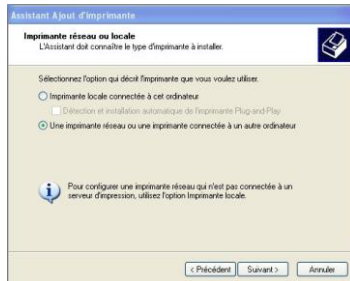 Assistant Ajout d'imprimante
Imprimante réseau ou locale
L'Assistant doit connaître le type d'imprimante à installer.
Sélectionnez l'option qui décrit l'imprimante que vous voulez utiliser.
Imprimante locale connectée à cet ordinateur
Détection et installation automatique de l'imprimante Plug-and-Play
Une imprimante réseau ou une imprimante connectée à un autre ordinateur
Pour configurer une imprimante réseau qui n'est pas connectée à un
serveur d'impression, utilisez l'option Imprimante locale.
< Précédent Suivant > Annuler